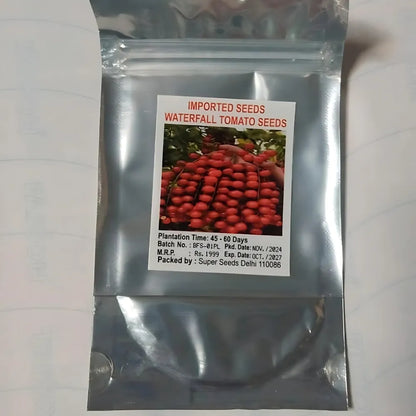 IMPORTED SEEDS
WATERFALL TOMATO SEEDS
Plantation Time: 45 - 60 Days
Batch No. : BFS-01PL Pkd. Date: NOV./2024
M.R.P. : Rs.1999 Exp. Date: OCT./2027
Packed by : Super Seeds Delhi 110086